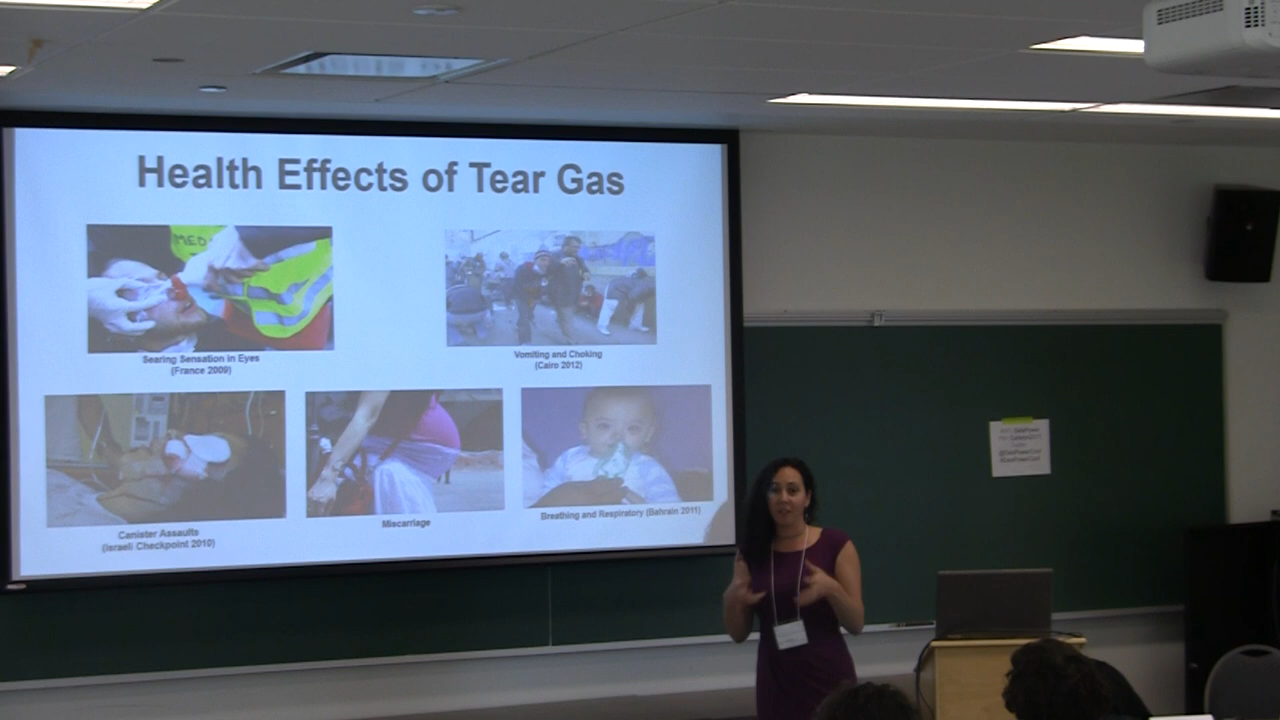 Health Effects of Tear Gas
MED
Searing Sensation in Eyes
(France 2009)
Vomiting and Choking
(Cairo 2012)
Canister Assaults
(Israeli Checkpoint 2010)
Miscarriage
Breathing and Respiratory (Bahrain 2011)